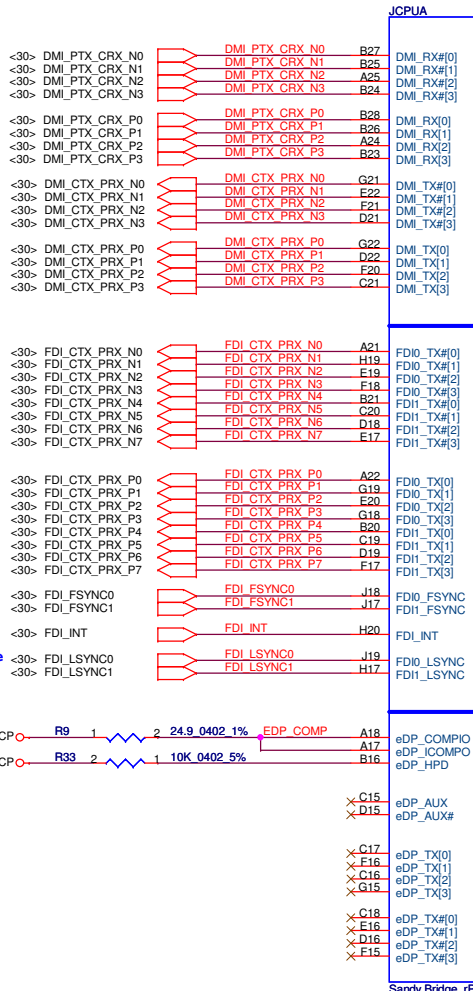 JCPUA
<30> DMI_PTX_CRX_N0 DMI_PTX_CRX_N0 B27 DMI_RX#[0]
<30> DMI_PTX_CRX_N1 DMI_PTX_CRX_N1 B25 DMI_RX#[1]
<30> DMI_PTX_CRX_N2 DMI_PTX_CRX_N2 A25 DMI_RX#[2]
<30> DMI_PTX_CRX_N3 DMI_PTX_CRX_N3 B24 DMI_RX#[3]
<30> DMI_PTX_CRX_P0 DMI_PTX_CRX_P0 B28 DMI_RX[0]
<30> DMI_PTX_CRX_P1 DMI_PTX_CRX_P1 B26 DMI_RX[1]
<30> DMI_PTX_CRX_P2 DMI_PTX_CRX_P2 A24 DMI_RX[2]
<30> DMI_PTX_CRX_P3 DMI_PTX_CRX_P3 B23 DMI_RX[3]
<30> DMI_CTX_PRX_N0 DMI_CTX_PRX_N0 G21 DMI_TX#[0]
<30> DMI_CTX_PRX_N1 DMI_CTX_PRX_N1 E22 DMI_TX#[1]
<30> DMI_CTX_PRX_N2 DMI_CTX_PRX_N2 F21 DMI_TX#[2]
<30> DMI_CTX_PRX_N3 DMI_CTX_PRX_N3 D21 DMI_TX#[3]
<30> DMI_CTX_PRX_P0 DMI_CTX_PRX_P0 G22 DMI_TX[0]
<30> DMI_CTX_PRX_P1 DMI_CTX_PRX_P1 D22 DMI_TX[1]
<30> DMI_CTX_PRX_P2 DMI_CTX_PRX_P2 F20 DMI_TX[2]
<30> DMI_CTX_PRX_P3 DMI_CTX_PRX_P3 C21 DMI_TX[3]
<30> FDI_CTX_PRX_N0 FDI_CTX_PRX_N0 A21 FDI0_TX#[0]
<30> FDI_CTX_PRX_N1 FDI_CTX_PRX_N1 H19 FDI0_TX#[1]
<30> FDI_CTX_PRX_N2 FDI_CTX_PRX_N2 E19 FDI0_TX#[2]
<30> FDI_CTX_PRX_N3 FDI_CTX_PRX_N3 F18 FDI0_TX#[3]
<30> FDI_CTX_PRX_N4 FDI_CTX_PRX_N4 B21 FDI1_TX#[0]
<30> FDI_CTX_PRX_N5 FDI_CTX_PRX_N5 C20 FDI1_TX#[1]
<30> FDI_CTX_PRX_N6 FDI_CTX_PRX_N6 D18 FDI1_TX#[2]
<30> FDI_CTX_PRX_N7 FDI_CTX_PRX_N7 E17 FDI1_TX#[3]
<30> FDI_CTX_PRX_P0 FDI_CTX_PRX_P0 A22 FDI0_TX[0]
<30> FDI_CTX_PRX_P1 FDI_CTX_PRX_P1 G19 FDI0_TX[1]
<30> FDI_CTX_PRX_P2 FDI_CTX_PRX_P2 E20 FDI0_TX[2]
<30> FDI_CTX_PRX_P3 FDI_CTX_PRX_P3 G18 FDI0_TX[3]
<30> FDI_CTX_PRX_P4 FDI_CTX_PRX_P4 B20 FDI1_TX[0]
<30> FDI_CTX_PRX_P5 FDI_CTX_PRX_P5 C19 FDI1_TX[1]
<30> FDI_CTX_PRX_P6 FDI_CTX_PRX_P6 D19 FDI1_TX[2]
<30> FDI_CTX_PRX_P7 FDI_CTX_PRX_P7 F17 FDI1_TX[3]
<30> FDI_FSYNC0 FDI_FSYNC0 J18 FDI0_FSYNC
<30> FDI_FSYNC1 FDI_FSYNC1 J17 FDI1_FSYNC
<30> FDI_INT FDI_INT H20 FDI_INT
e <30> FDI_LSYNC0 FDI_LSYNC0 J19 FDI0_LSYNC
<30> FDI_LSYNC1 FDI_LSYNC1 H17 FDI1_LSYNC
CP R9 1 2 24.9_0402_1% EDP_COMP A18 eDP_COMPIO
A17 eDP_ICOMPO
CP R33 2 1 10K_0402_5% B16 eDP_HPD
C15 eDP_AUX
D15 eDP_AUX#
C17 eDP_TX[0]
F16 eDP_TX[1]
C16 eDP_TX[2]
G15 eDP_TX[3]
C18 eDP_TX#[0]
E16 eDP_TX#[1]
D16 eDP_TX#[2]
F15 eDP_TX#[3]
Sandy Bridge_rP